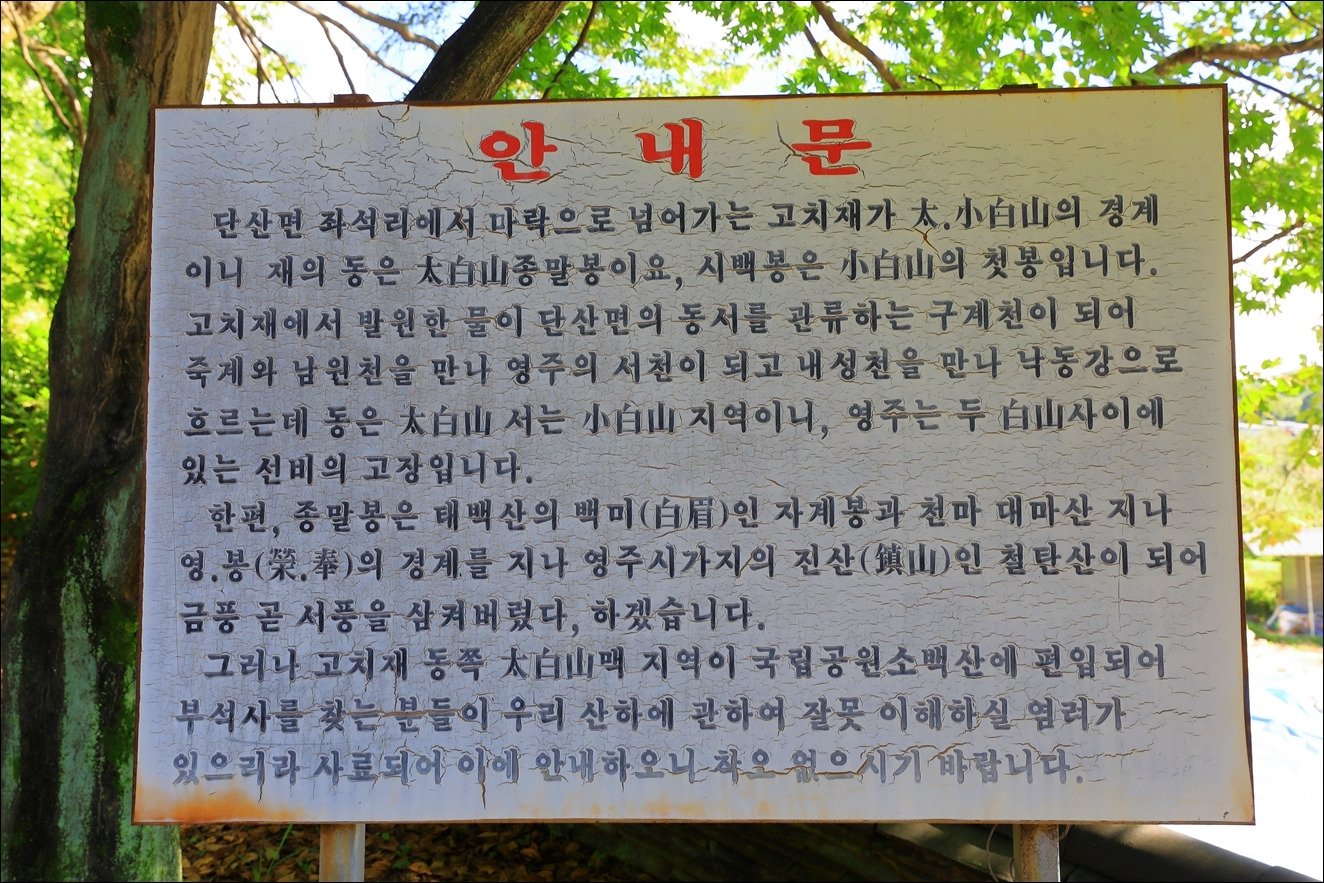 안 내 문
단산면 좌석리에서 마락으로 넘어가는 고치재가 太.小白山의 경계
이니 재의 동은 太白山종말봉이요, 시백봉은 小白山의 첫봉입니다.
고치재에서 발원한 물이 단산면의 동서를 관류하는 구계천이 되어
죽계와 남원천을 만나 영주의 서천이 되고 내성천을 만나 낙동강으로
흐르는데 동은 太白山 서는 小白山 지역이니, 영주는 두 白山사이에
있는 선비의 고장입니다.
한편, 종말봉은 태백산의 백미(白眉)인 자계봉과 천마 대마산 지나
영.봉(榮.奉)의 경계를 지나 영주시가지의 진산(鎮山)인 철탄산이 되어
금풍 곧 서풍을 삼켜버렸다, 하겠습니다.
그러나 고치재 동쪽 太白山맥 지역이 국립공원소백산에 편입되어
부석사를 찾는 분들이 우리 산하에 관하여 잘못 이해하실 염려가
있으리라 사료되어 이에 안내하오니 착오 없으시기 바랍니다.